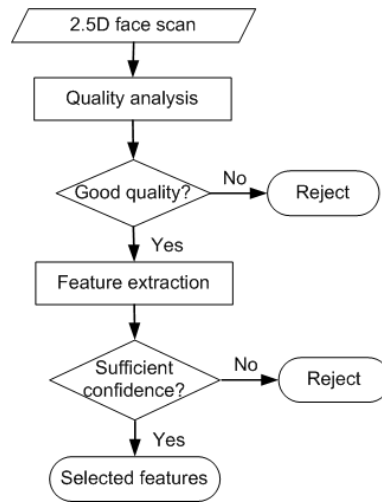 2.5D face scan
Quality analysis
Good quality?
No
Reject
Yes
Feature extraction
Sufficient
confidence?
No
Reject
Yes
Selected features